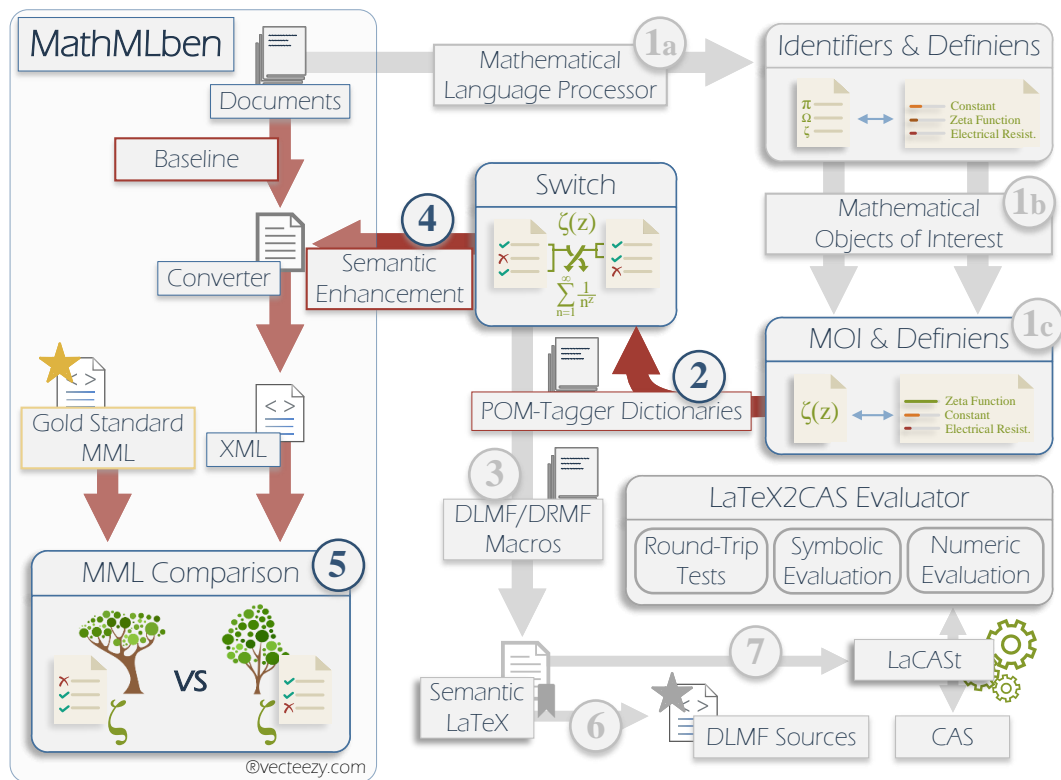 MathMLben
Documents
Baseline
Converter
Gold Standard
MML
< >
XML
< >
MML Comparison
5
VS
ζ
ζ
®vecteezy.com
Mathematical
Language Processor
1a
Identifiers & Definiens
π
Ω
ζ
Constant
Zeta Function
Electrical Resist.
Mathematical
Objects of Interest
1b
MOI & Definiens
1c
ζ(z)
Zeta Function
Constant
Electrical Resist.
Switch
ζ(z)
∞
∑ 1/n^z
n=1
4
Semantic
Enhancement
2
POM-Tagger Dictionaries
3
DLMF/DRMF
Macros
LaTeX2CAS Evaluator
Round-Trip
Tests
Symbolic
Evaluation
Numeric
Evaluation
7
LaCASt
Semantic
LaTeX
6
< >
DLMF Sources
CAS